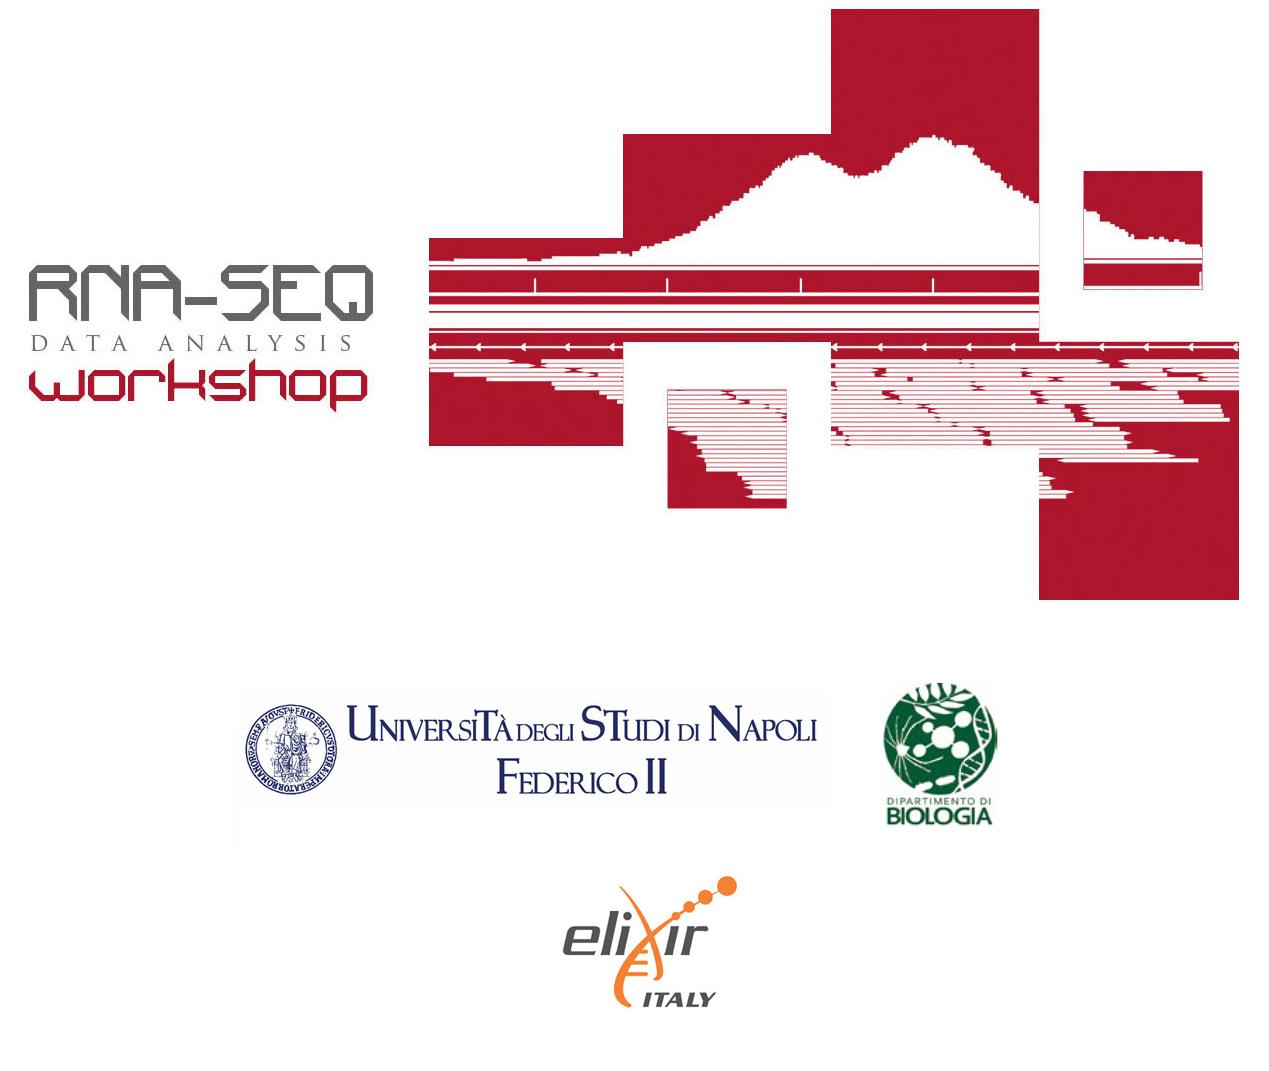 RNA-SEQ
DATA ANALYSIS
workshop
UNIVERSITÀ DEGLI STUDI DI NAPOLI
FEDERICO II
DIPARTIMENTO DI
BIOLOGIA
elixir
ITALY